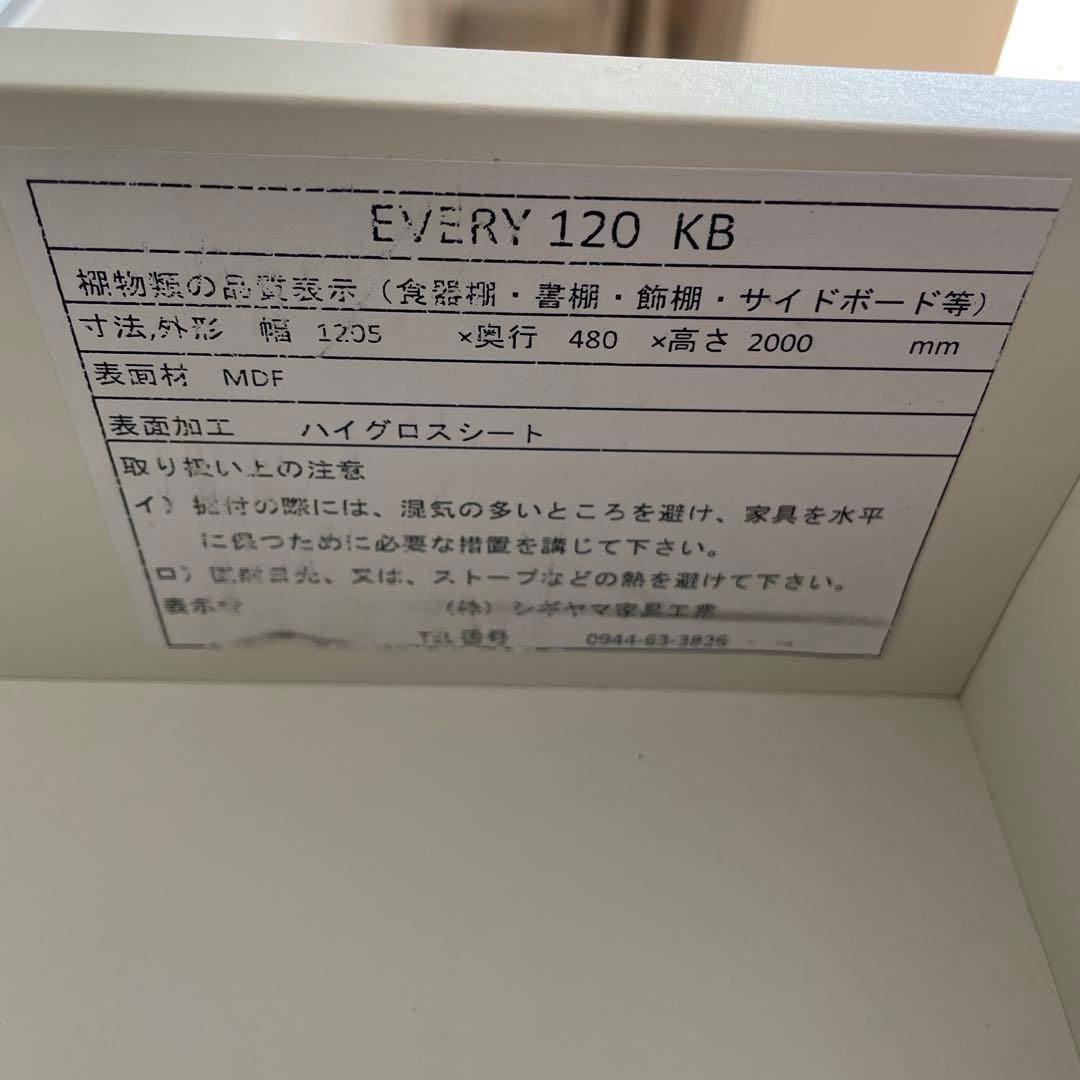 EVERY 120 KB
棚物類の品質表示（食器棚・書棚・飾棚・サイドボード等）
寸法,外形 幅 1205 ×奥行 480 ×高さ 2000 mm
表面材 MDF
表面加工 ハイグロスシート
取り扱い上の注意
イ）据付の際には、湿気の多いところを避け、家具を水平
に保つために必要な措置を講じて下さい。
ロ）直射日光、又は、ストーブなどの熱を避けて下さい。
表示者 （株）シギヤマ家具工業
TEL番号 0944-63-3826